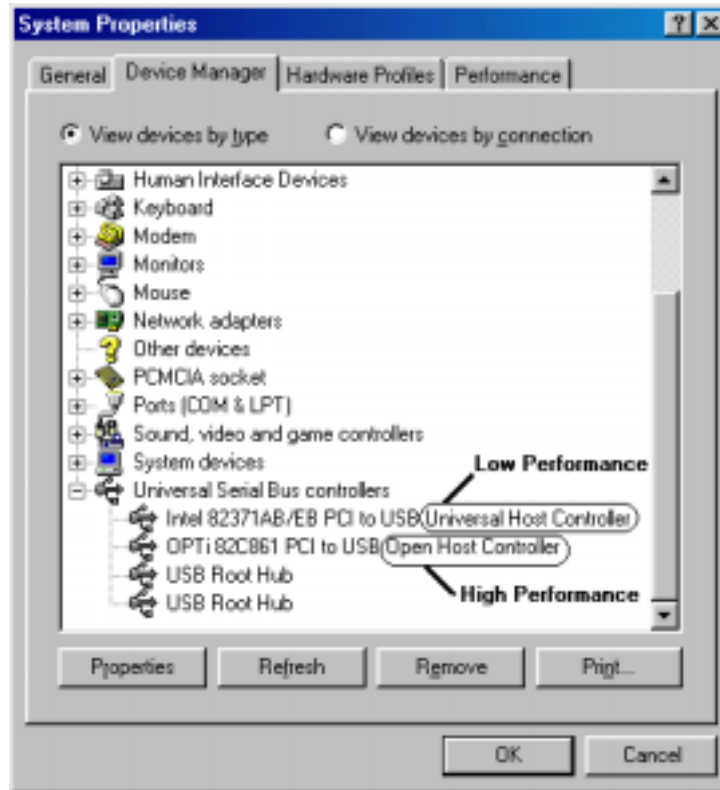 System Properties
General Device Manager Hardware Profiles Performance
View devices by type View devices by connection
Human Interface Devices
Keyboard
Modem
Monitors
Mouse
Network adapters
Other devices
PCMCIA socket
Ports (COM & LPT)
Sound, video and game controllers
System devices
Low Performance
Universal Serial Bus controllers
Intel 82371AB/EB PCI to USB Universal Host Controller
OPTi 82C861 PCI to USB Open Host Controller
USB Root Hub
High Performance
USB Root Hub
Properties Refresh Remove Print...
OK Cancel